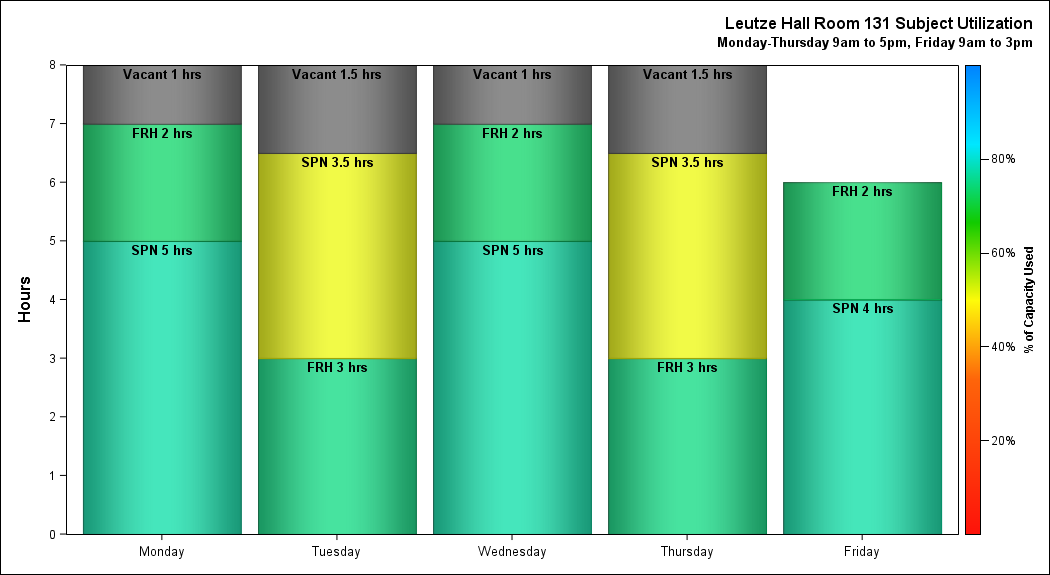 Leutze Hall Room 131 Subject Utilization
Monday-Thursday 9am to 5pm, Friday 9am to 3pm
Hours
8
7
6
5
4
3
2
1
0
Vacant 1 hrs
FRH 2 hrs
SPN 5 hrs
Vacant 1.5 hrs
SPN 3.5 hrs
FRH 3 hrs
Vacant 1 hrs
FRH 2 hrs
SPN 5 hrs
Vacant 1.5 hrs
SPN 3.5 hrs
FRH 3 hrs
FRH 2 hrs
SPN 4 hrs
Monday
Tuesday
Wednesday
Thursday
Friday
80%
60%
40%
20%
% of Capacity Used